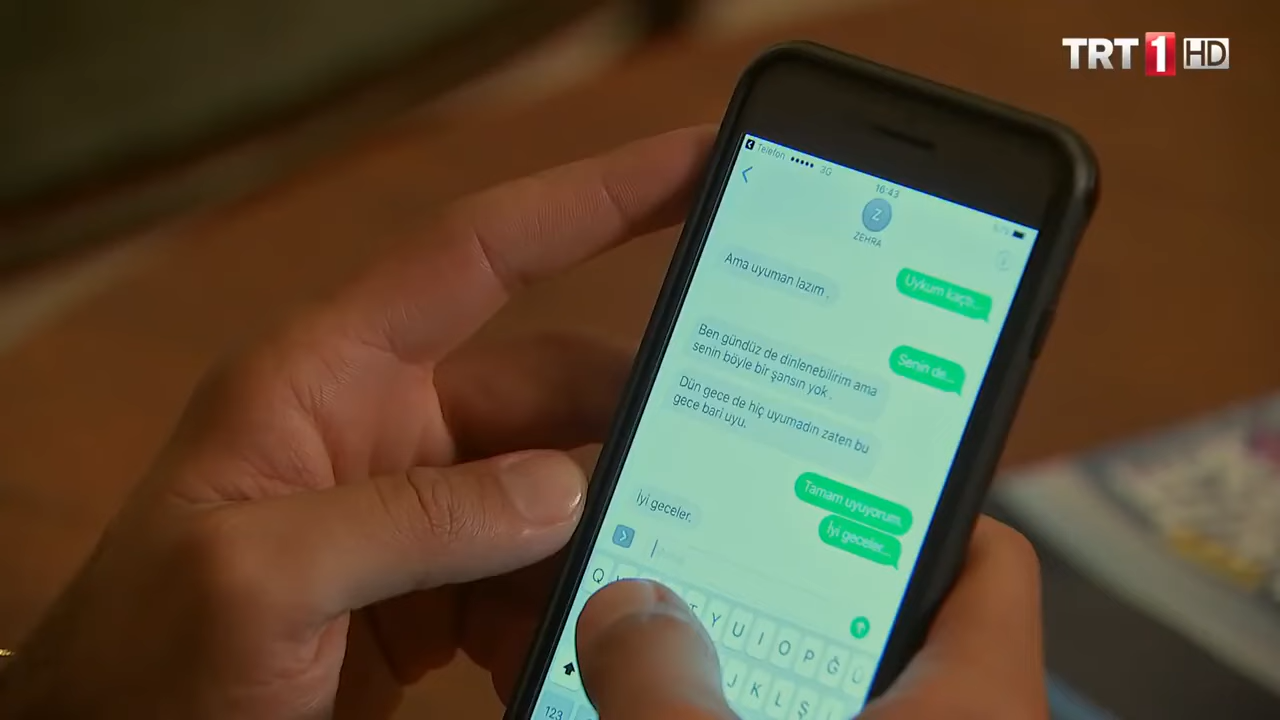 TRT 1 HD
Telefon 3G
16:43
Z
ZEHRA
Uykum kaçtı...
Ama uyuman lazım .
Senin de...
Ben gündüz de dinlenebilirim ama
senin böyle bir şansın yok .
Dün gece de hiç uyumadın zaten bu
gece bari uyu.
Tamam uyuyorum.
İyi geceler...
İyi geceler.
Q T Y U I O P Ğ Ü
J K L Ş İ
123